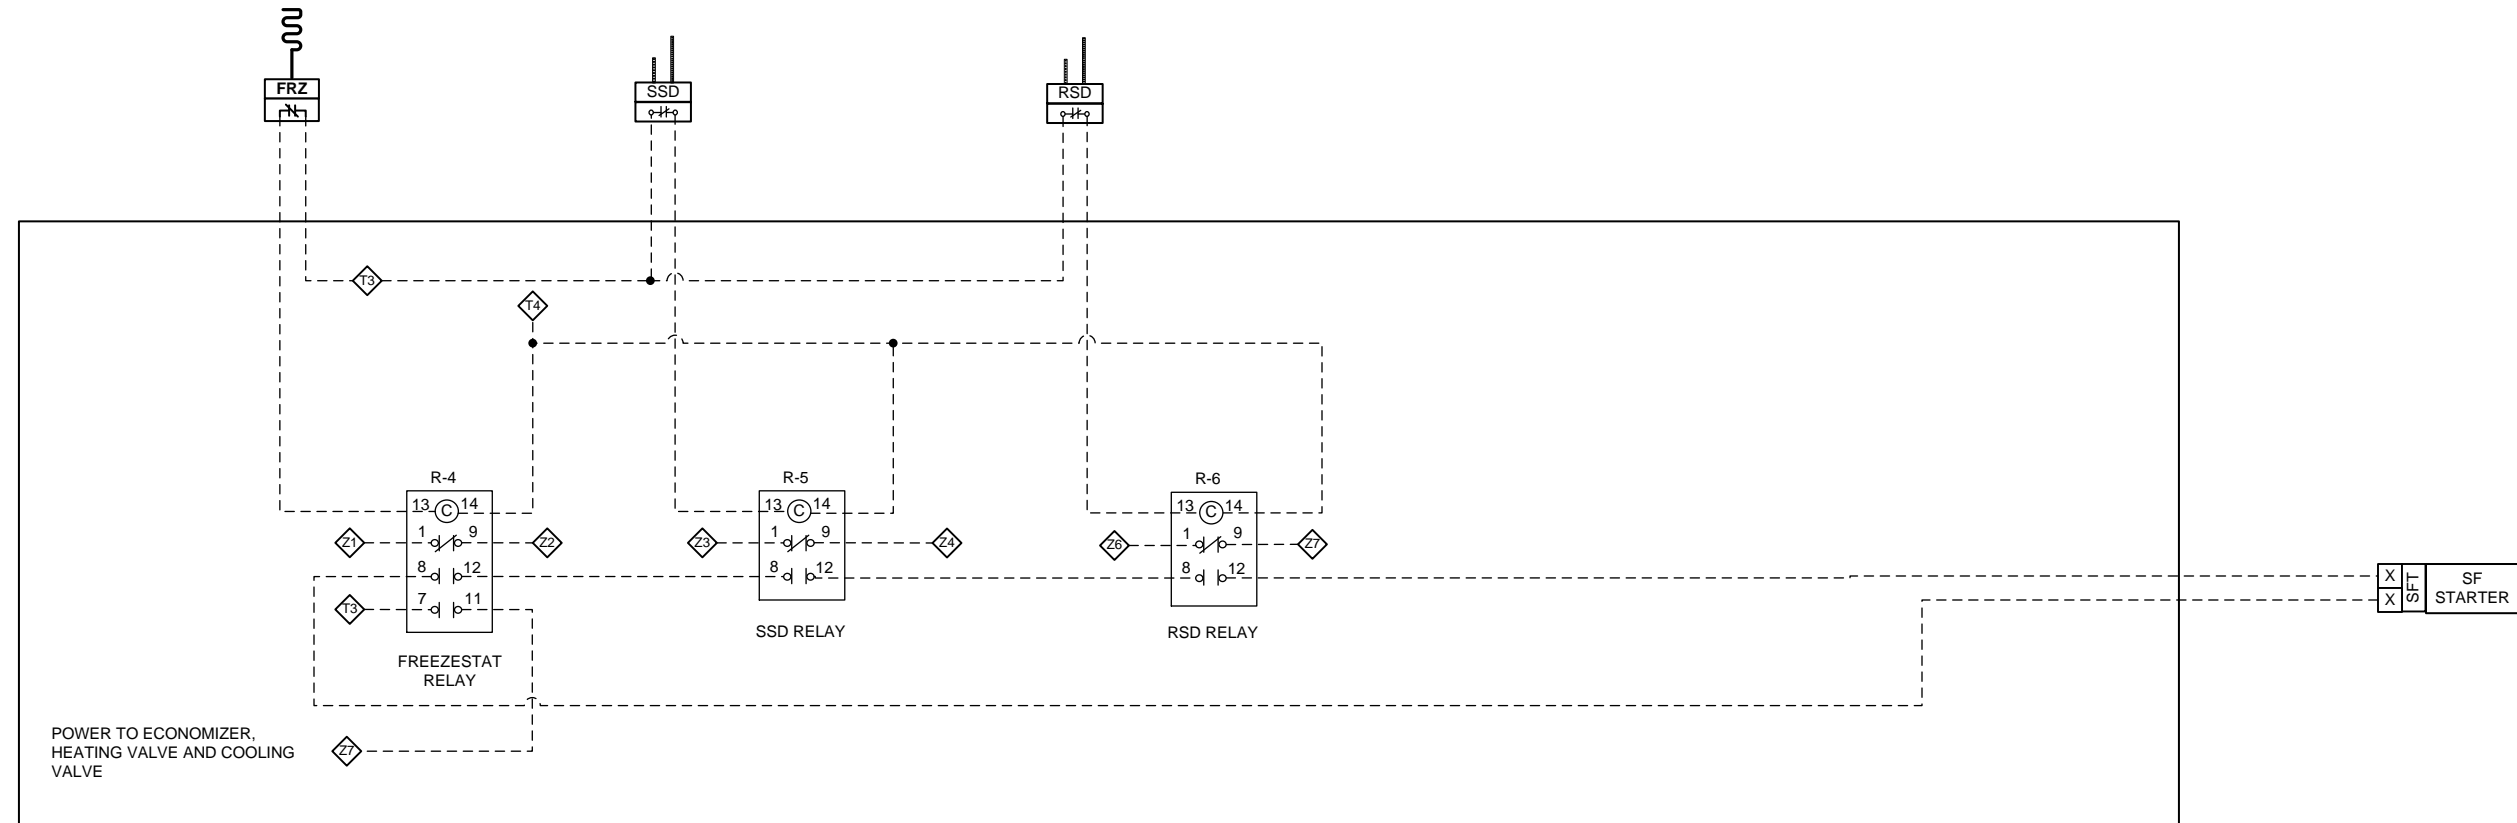 FRZ
SSD
RSD
T3
T4
R-4
R-5
R-6
13 C 14
13 C 14
13 C 14
Z1 1 9 Z2
Z3 1 9 Z4
Z6 1 9 Z7
8 12
8 12
8 12
T3 7 11
X
X
SFT
SF
STARTER
SSD RELAY
RSD RELAY
FREEZESTAT
RELAY
POWER TO ECONOMIZER,
HEATING VALVE AND COOLING
VALVE
Z7